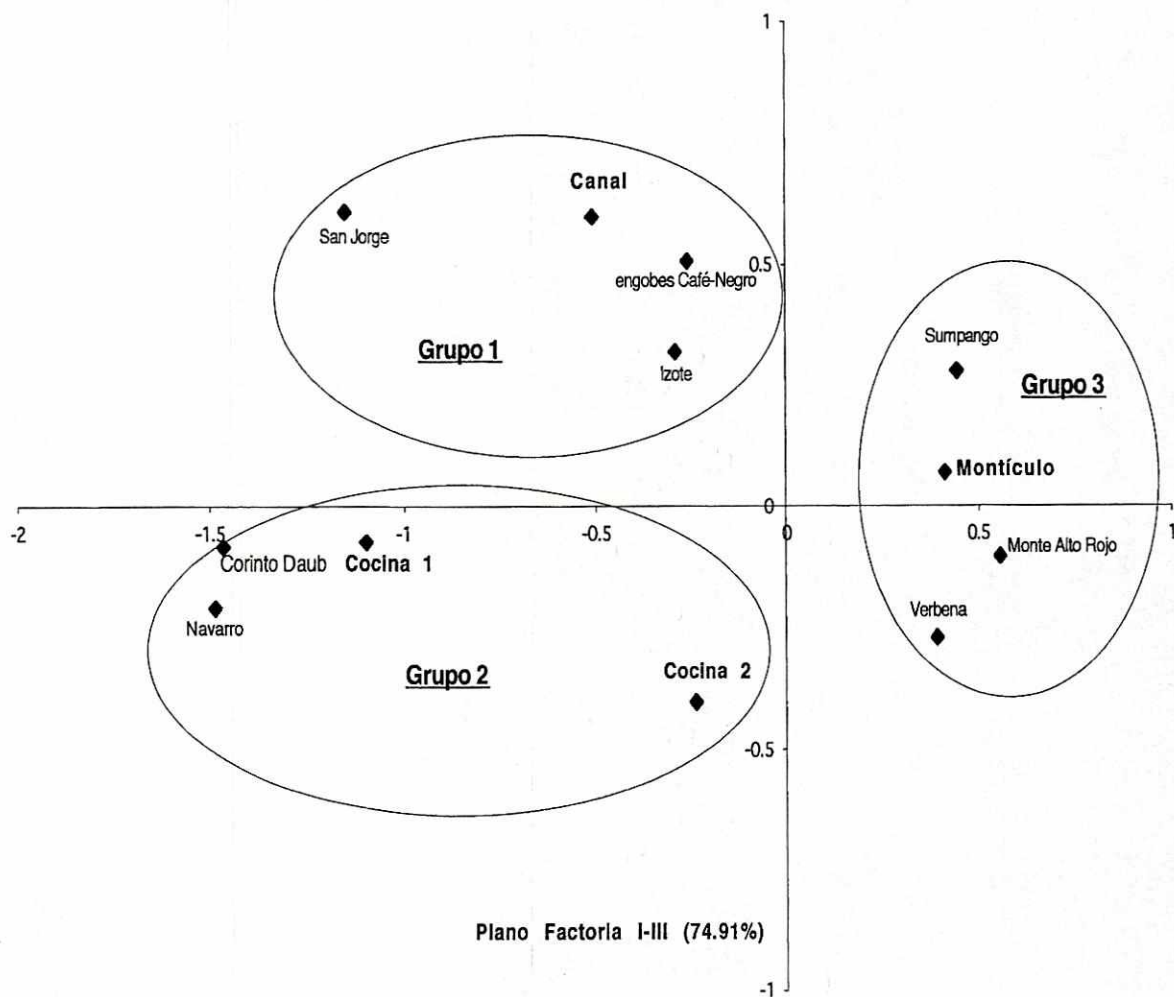 1
Canal
San Jorge
0.5
engobes Café-Negro
Sumpango
Grupo 1
Izote
Grupo 3
Montículo
-2
-1.5
-1
-0.5
0
0
0.5
1
Corinto Daub
Cocina 1
Monte Alto Rojo
Navarro
Verbena
Grupo 2
Cocina 2
-0.5
Plano Factoria I-III (74.91%)
-1